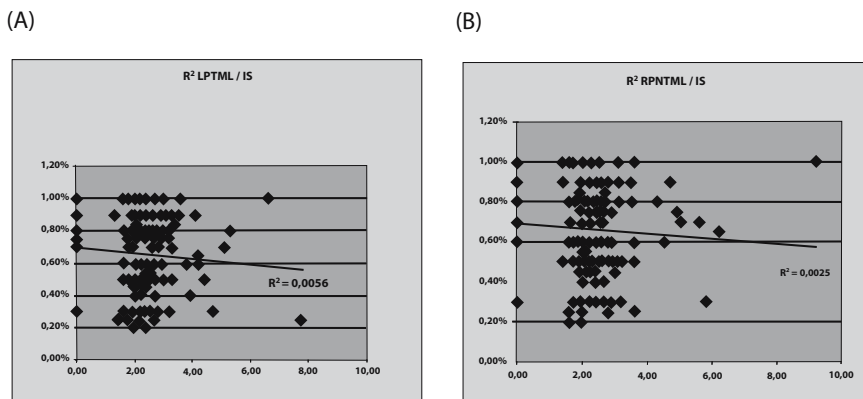 (A)
R² LPTML / IS
1,20%
1,00%
0,80%
0,60%
0,40%
0,20%
0,00%
R² = 0,0056
0,00 2,00 4,00 6,00 8,00 10,00
(B)
R² RPNTML / IS
1,20%
1,00%
0,80%
0,60%
0,40%
0,20%
0,00%
R² = 0,0025
0,00 2,00 4,00 6,00 8,00 10,00